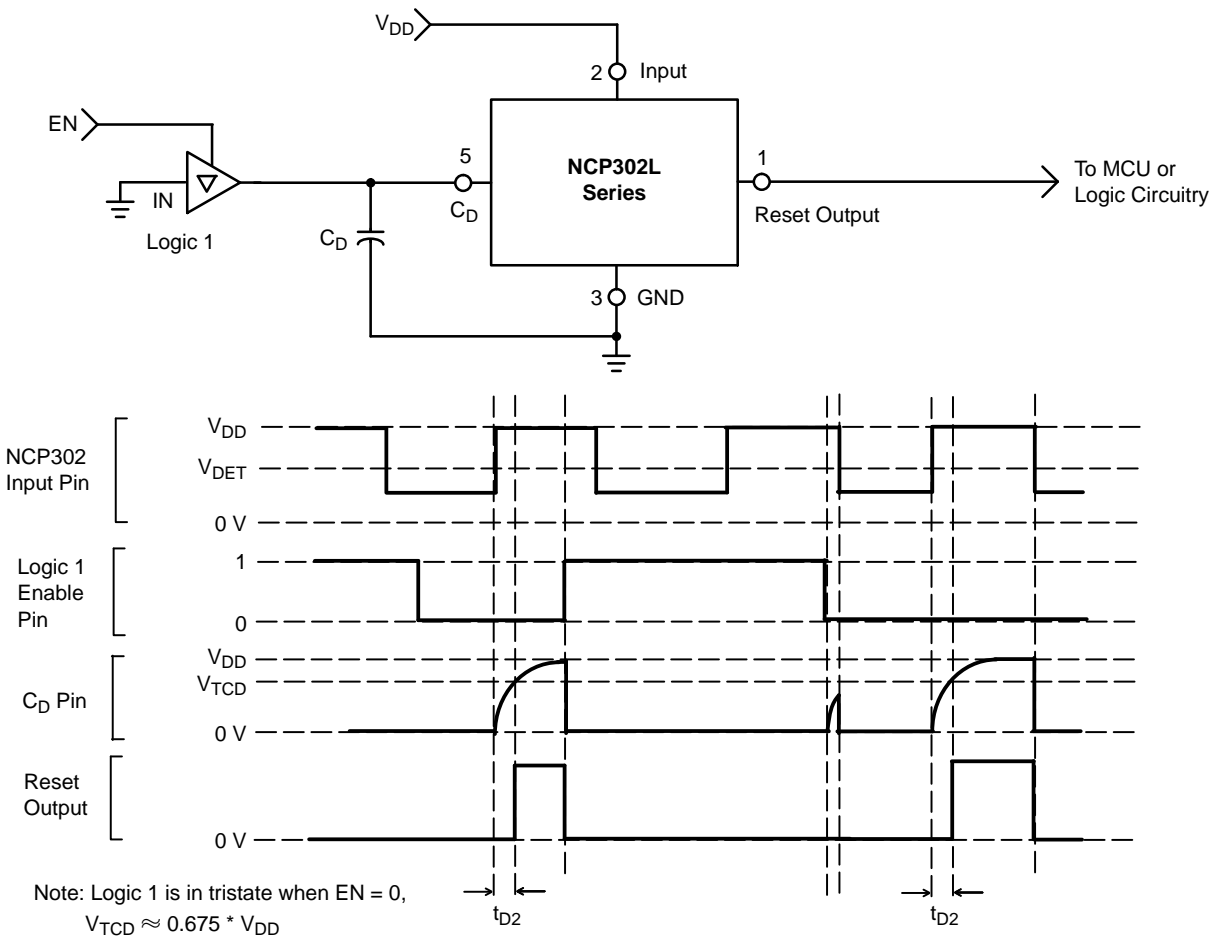 VDD
2 Input
EN
IN
Logic 1
CD
5
CD
NCP302L
Series
1
Reset Output
To MCU or
Logic Circuitry
3 GND
NCP302
Input Pin
VDD
VDET
0 V
Logic 1
Enable
Pin
1
0
CD Pin
VDD
VTCD
0 V
Reset
Output
0 V
tD2
tD2
Note: Logic 1 is in tristate when EN = 0,
VTCD ≈ 0.675 * VDD